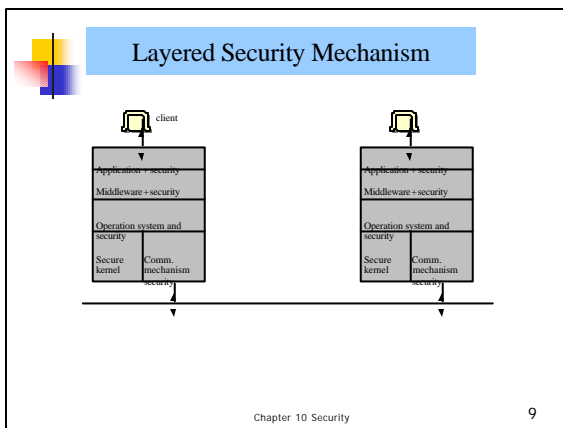 Layered Security Mechanism
client
Application + security
Middleware+security
Operation system and
security
Secure
kernel
Comm.
mechanism
security
Application + security
Middleware+security
Operation system and
security
Secure
kernel
Comm.
mechanism
security
Chapter 10 Security
9